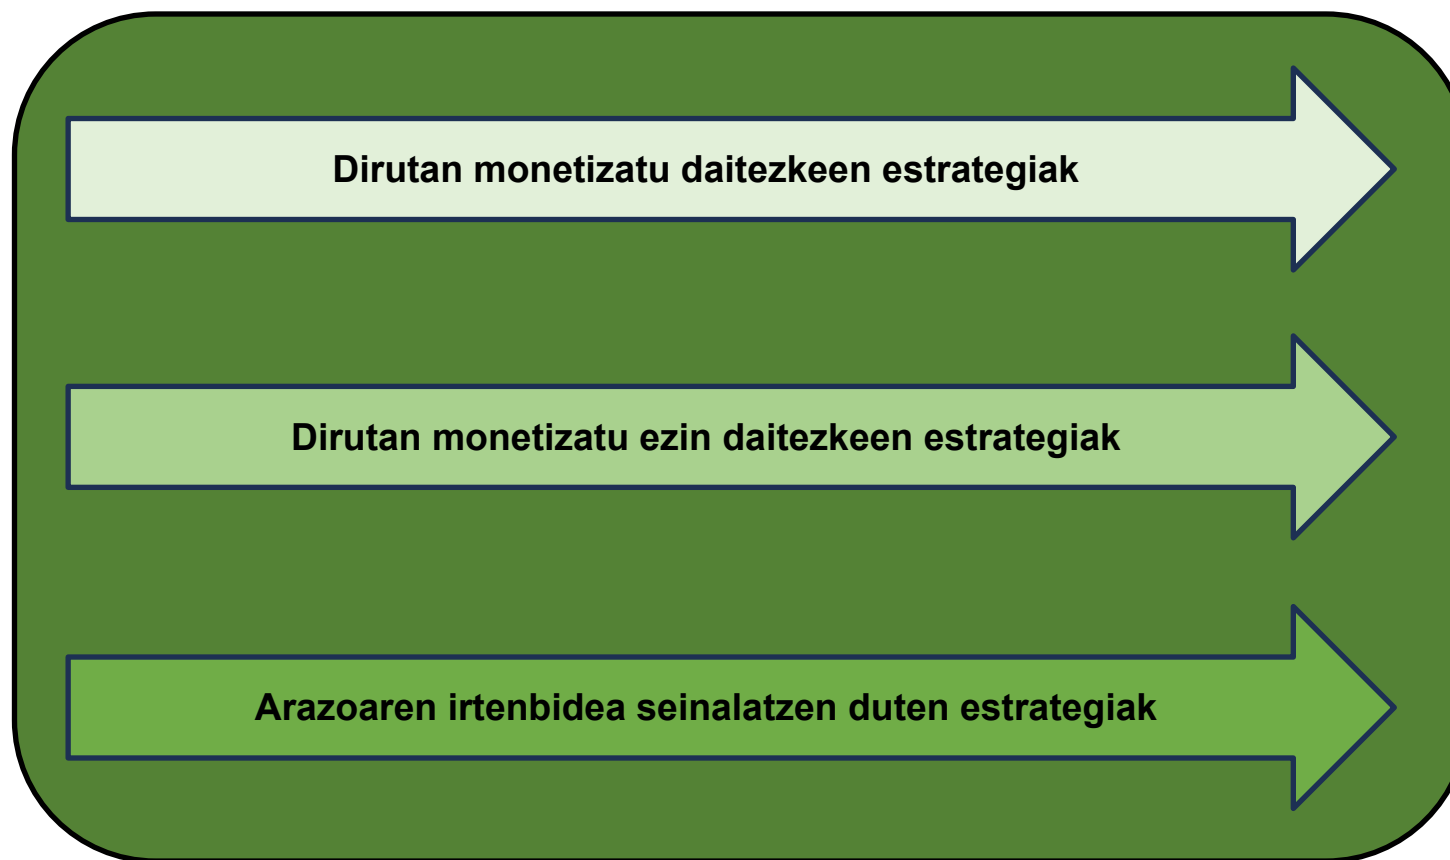 Dirutan monetizatu daitezkeen estrategiak
Dirutan monetizatu ezin daitezkeen estrategiak
Arazoaren irtenbidea seinalatzen duten estrategiak